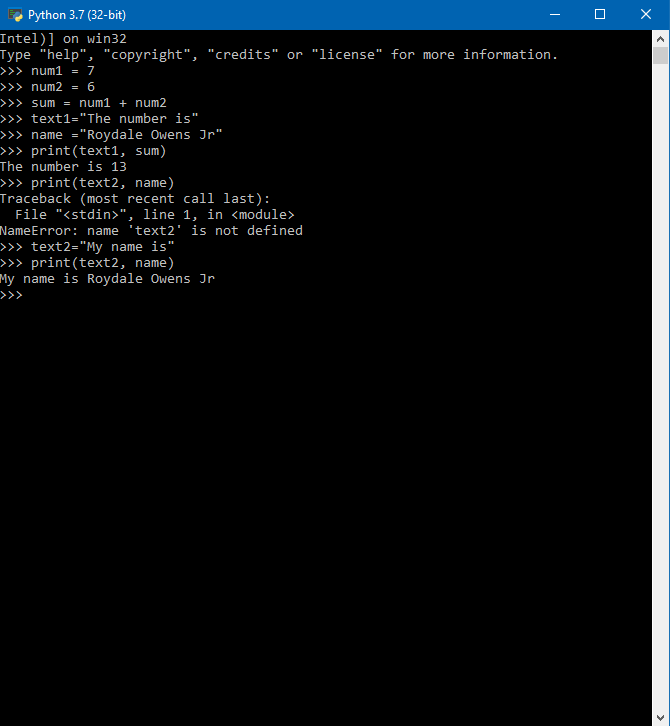 Python 3.7 (32-bit)
Intel)] on win32
Type "help", "copyright", "credits" or "license" for more information.
>>> num1 = 7
>>> num2 = 6
>>> sum = num1 + num2
>>> text1="The number is"
>>> name ="Roydale Owens Jr"
>>> print(text1, sum)
The number is 13
>>> print(text2, name)
Traceback (most recent call last):
  File "<stdin>", line 1, in <module>
NameError: name 'text2' is not defined
>>> text2="My name is"
>>> print(text2, name)
My name is Roydale Owens Jr
>>>